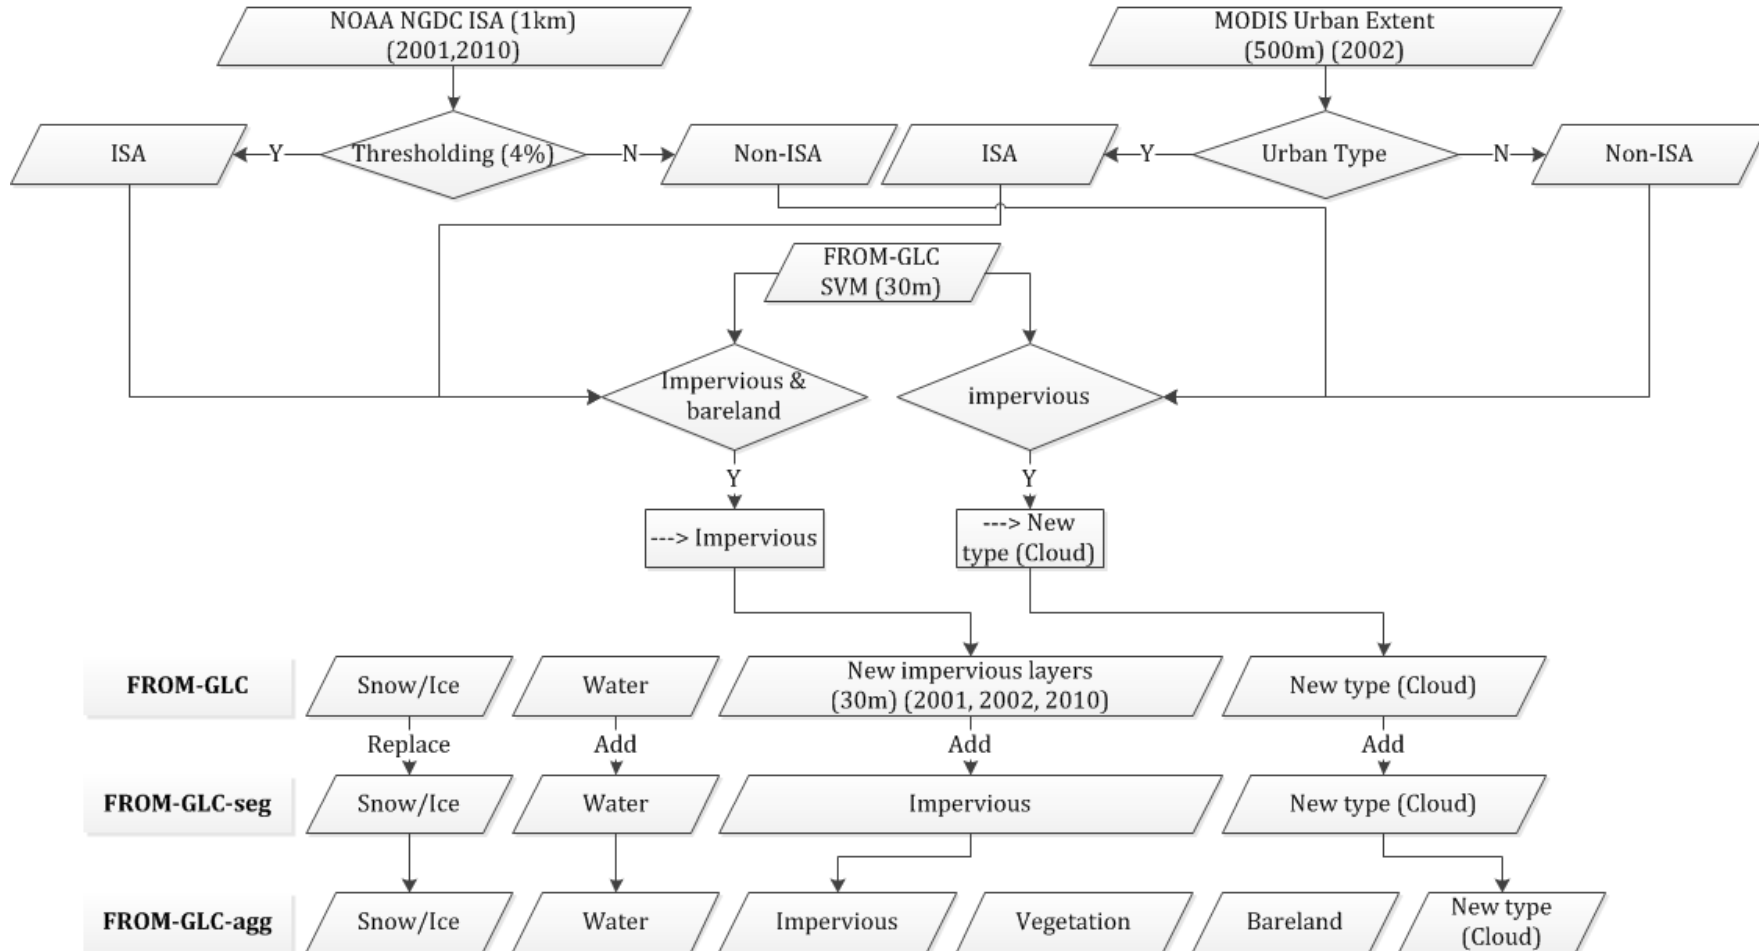 NOAA NGDC ISA (1km)
(2001,2010)
MODIS Urban Extent
(500m) (2002)
ISA
Y
Thresholding (4%)
N
Non-ISA
ISA
Y
Urban Type
N
Non-ISA
FROM-GLC
SVM (30m)
Impervious &
bareland
impervious
Y
Y
---> Impervious
---> New
type (Cloud)
FROM-GLC
Snow/Ice
Water
New impervious layers
(30m) (2001, 2002, 2010)
New type (Cloud)
Replace
Add
Add
Add
FROM-GLC-seg
Snow/Ice
Water
Impervious
New type (Cloud)
FROM-GLC-agg
Snow/Ice
Water
Impervious
Vegetation
Bareland
New type
(Cloud)